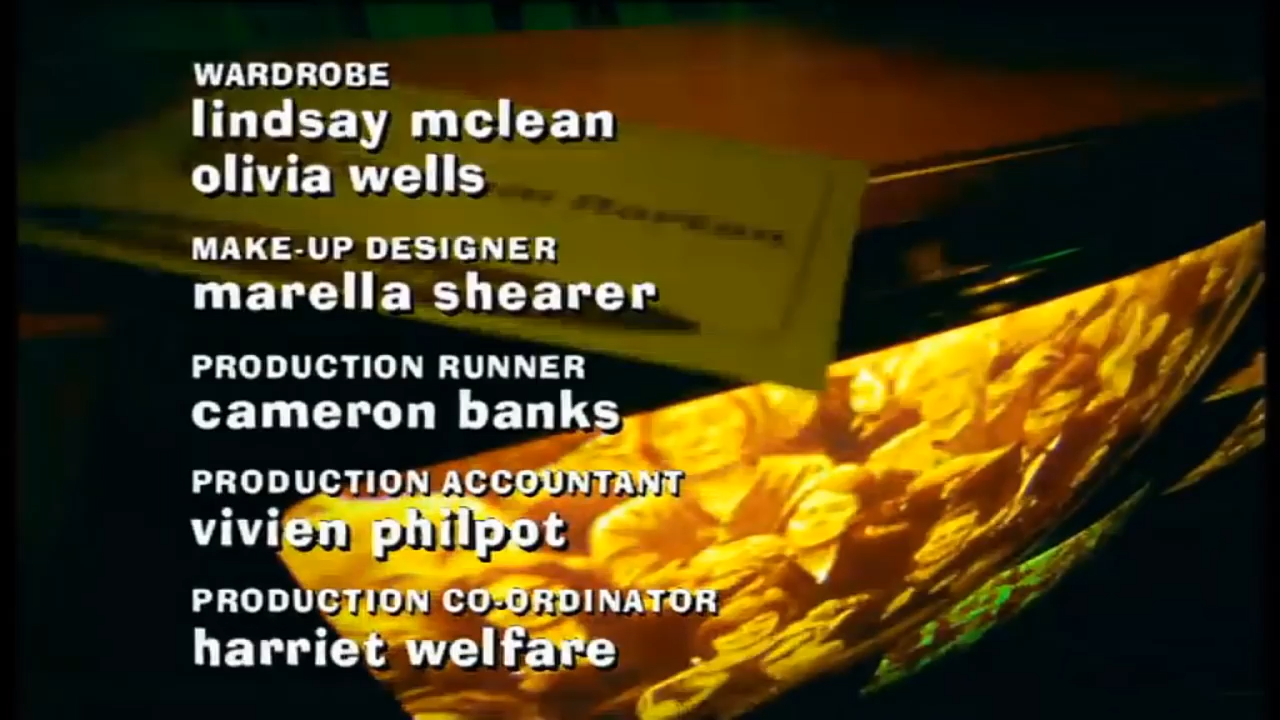 WARDROBE
lindsay mclean
olivia wells
MAKE-UP DESIGNER
marella shearer
PRODUCTION RUNNER
cameron banks
PRODUCTION ACCOUNTANT
vivien philpot
PRODUCTION CO-ORDINATOR
harriet welfare